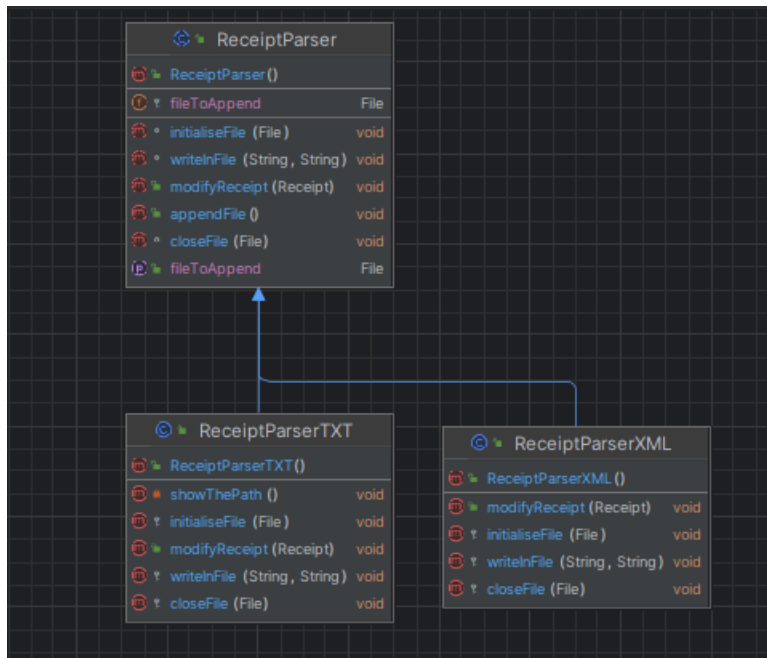 ReceiptParser
ReceiptParser()
fileToAppend File
initialiseFile (File) void
writeInFile (String, String) void
modifyReceipt (Receipt) void
appendFile () void
closeFile (File) void
fileToAppend File
ReceiptParserTXT
ReceiptParserTXT()
showThePath () void
initialiseFile (File) void
modifyReceipt (Receipt) void
writeInFile (String, String) void
closeFile (File) void
ReceiptParserXML
ReceiptParserXML()
modifyReceipt (Receipt) void
initialiseFile (File) void
writeInFile (String, String) void
closeFile (File) void